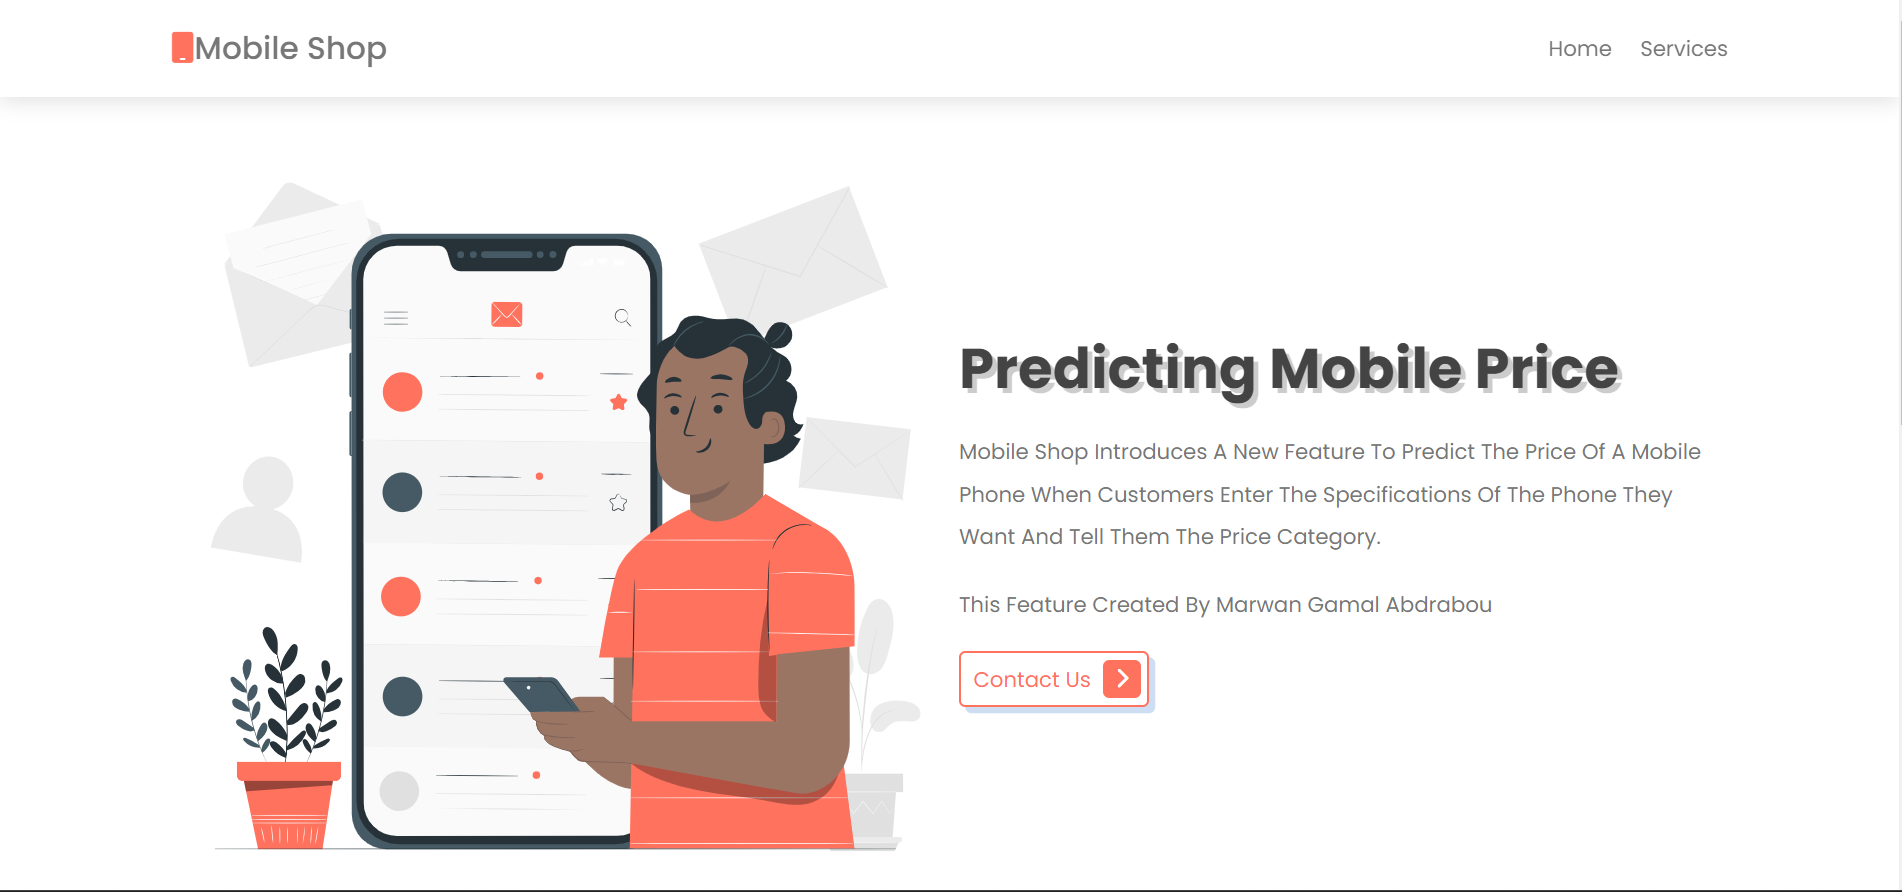 Mobile Shop
Home
Services
Predicting Mobile Price
Mobile Shop Introduces A New Feature To Predict The Price Of A Mobile
Phone When Customers Enter The Specifications Of The Phone They
Want And Tell Them The Price Category.
This Feature Created By Marwan Gamal Abdrabou
Contact Us